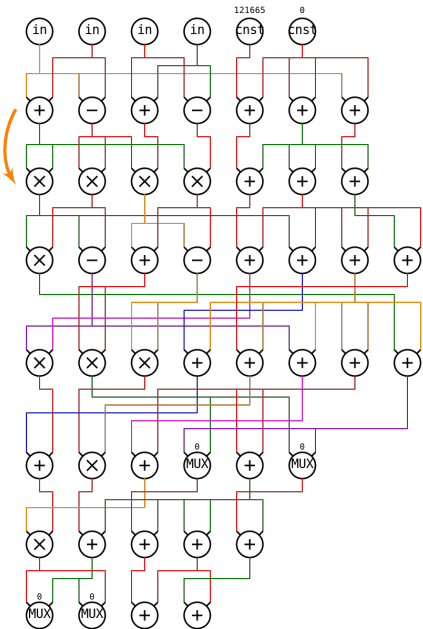 121665 0
in in in in cnst cnst
+ − + − + + +
× × × × + + +
× − + − + + + +
× × × + + + + +
+ × + MUX + MUX
0 0
× + + + +
MUX MUX + +
0 0